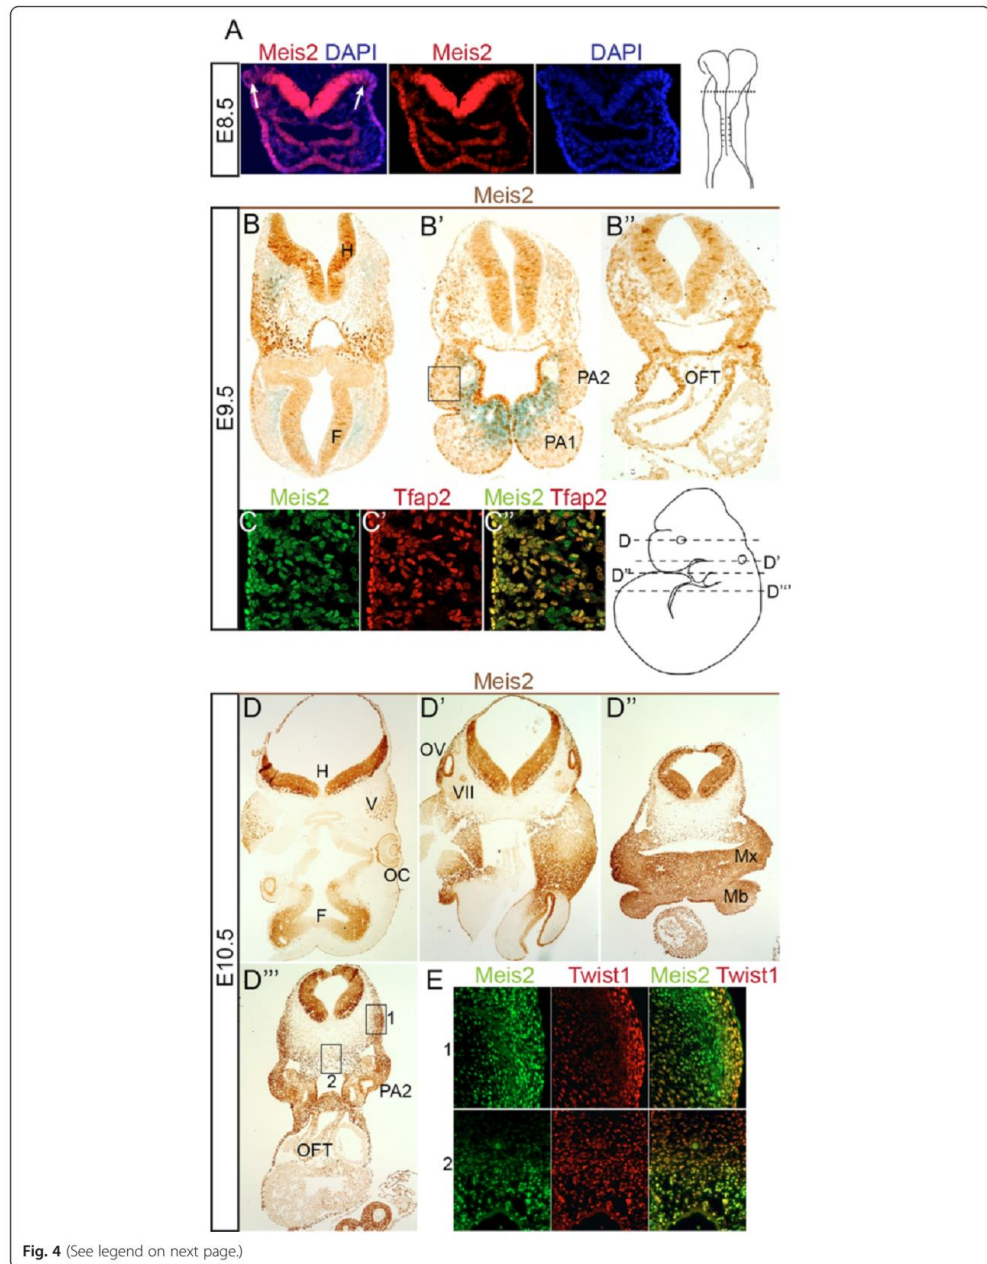 A
Meis2 DAPI
Meis2
DAPI
E8.5
Meis2
E9.5
B
H
F
B'
PA2
PA1
B''
OFT
Meis2
Tfap2
Meis2 Tfap2
C
C'
C''
D
D'
D''
D'''
Meis2
E10.5
D
H
V
OC
F
D'
OV
VII
D''
Mx
Mb
D'''
1
2
PA2
OFT
E
Meis2
Twist1
Meis2 Twist1
1
2
Fig. 4 (See legend on next page.)